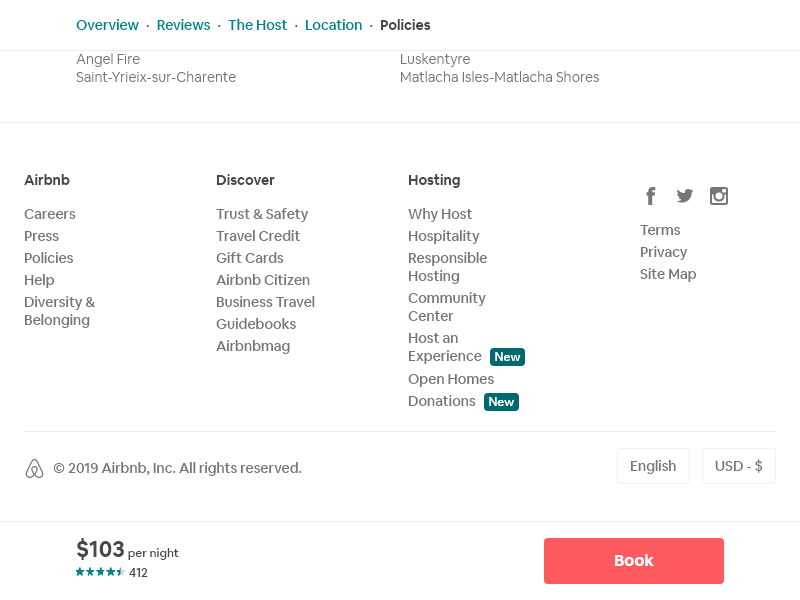 Overview · Reviews · The Host · Location · Policies
Angel Fire
Luskentyre
Saint-Yrieix-sur-Charente
Matlacha Isles-Matlacha Shores
Airbnb
Careers
Press
Policies
Help
Diversity &
Belonging
Discover
Trust & Safety
Travel Credit
Gift Cards
Airbnb Citizen
Business Travel
Guidebooks
Airbnbmag
Hosting
Why Host
Hospitality
Responsible
Hosting
Community
Center
Host an
Experience New
Open Homes
Donations New
Terms
Privacy
Site Map
© 2019 Airbnb, Inc. All rights reserved.
English
USD - $
$103 per night
412
Book